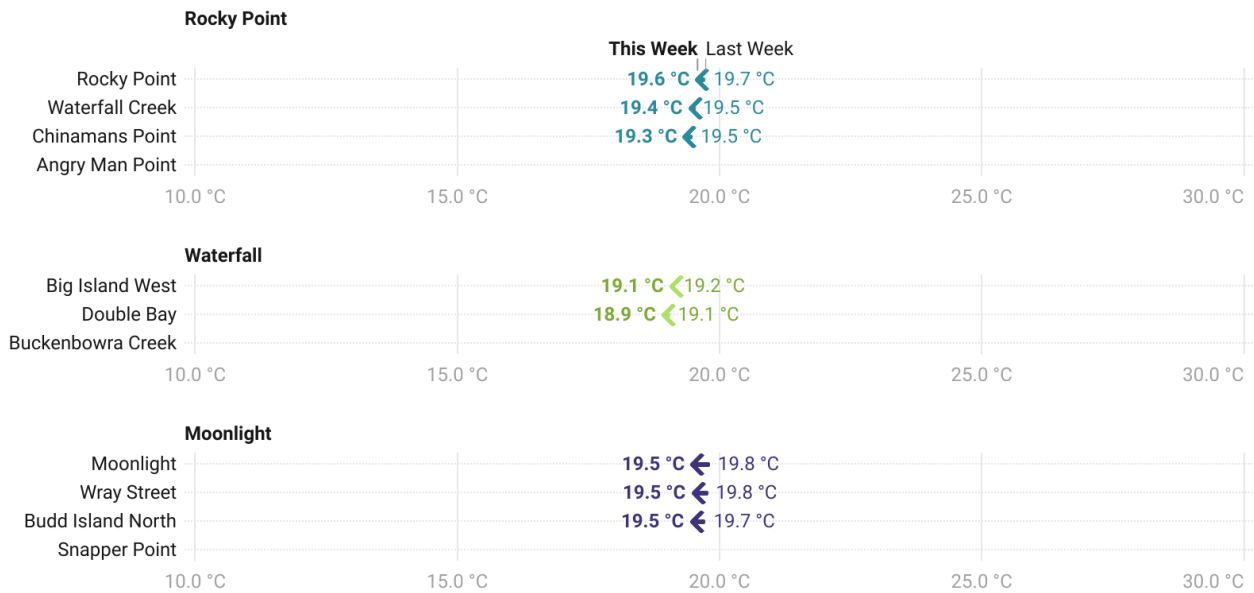 Rocky Point
This Week Last Week
Rocky Point 19.6 °C 19.7 °C
Waterfall Creek 19.4 °C 19.5 °C
Chinamans Point 19.3 °C 19.5 °C
Angry Man Point
10.0 °C 15.0 °C 20.0 °C 25.0 °C 30.0 °C
Waterfall
Big Island West 19.1 °C 19.2 °C
Double Bay 18.9 °C 19.1 °C
Buckenbowra Creek
10.0 °C 15.0 °C 20.0 °C 25.0 °C 30.0 °C
Moonlight
Moonlight 19.5 °C 19.8 °C
Wray Street 19.5 °C 19.8 °C
Budd Island North 19.5 °C 19.7 °C
Snapper Point
10.0 °C 15.0 °C 20.0 °C 25.0 °C 30.0 °C